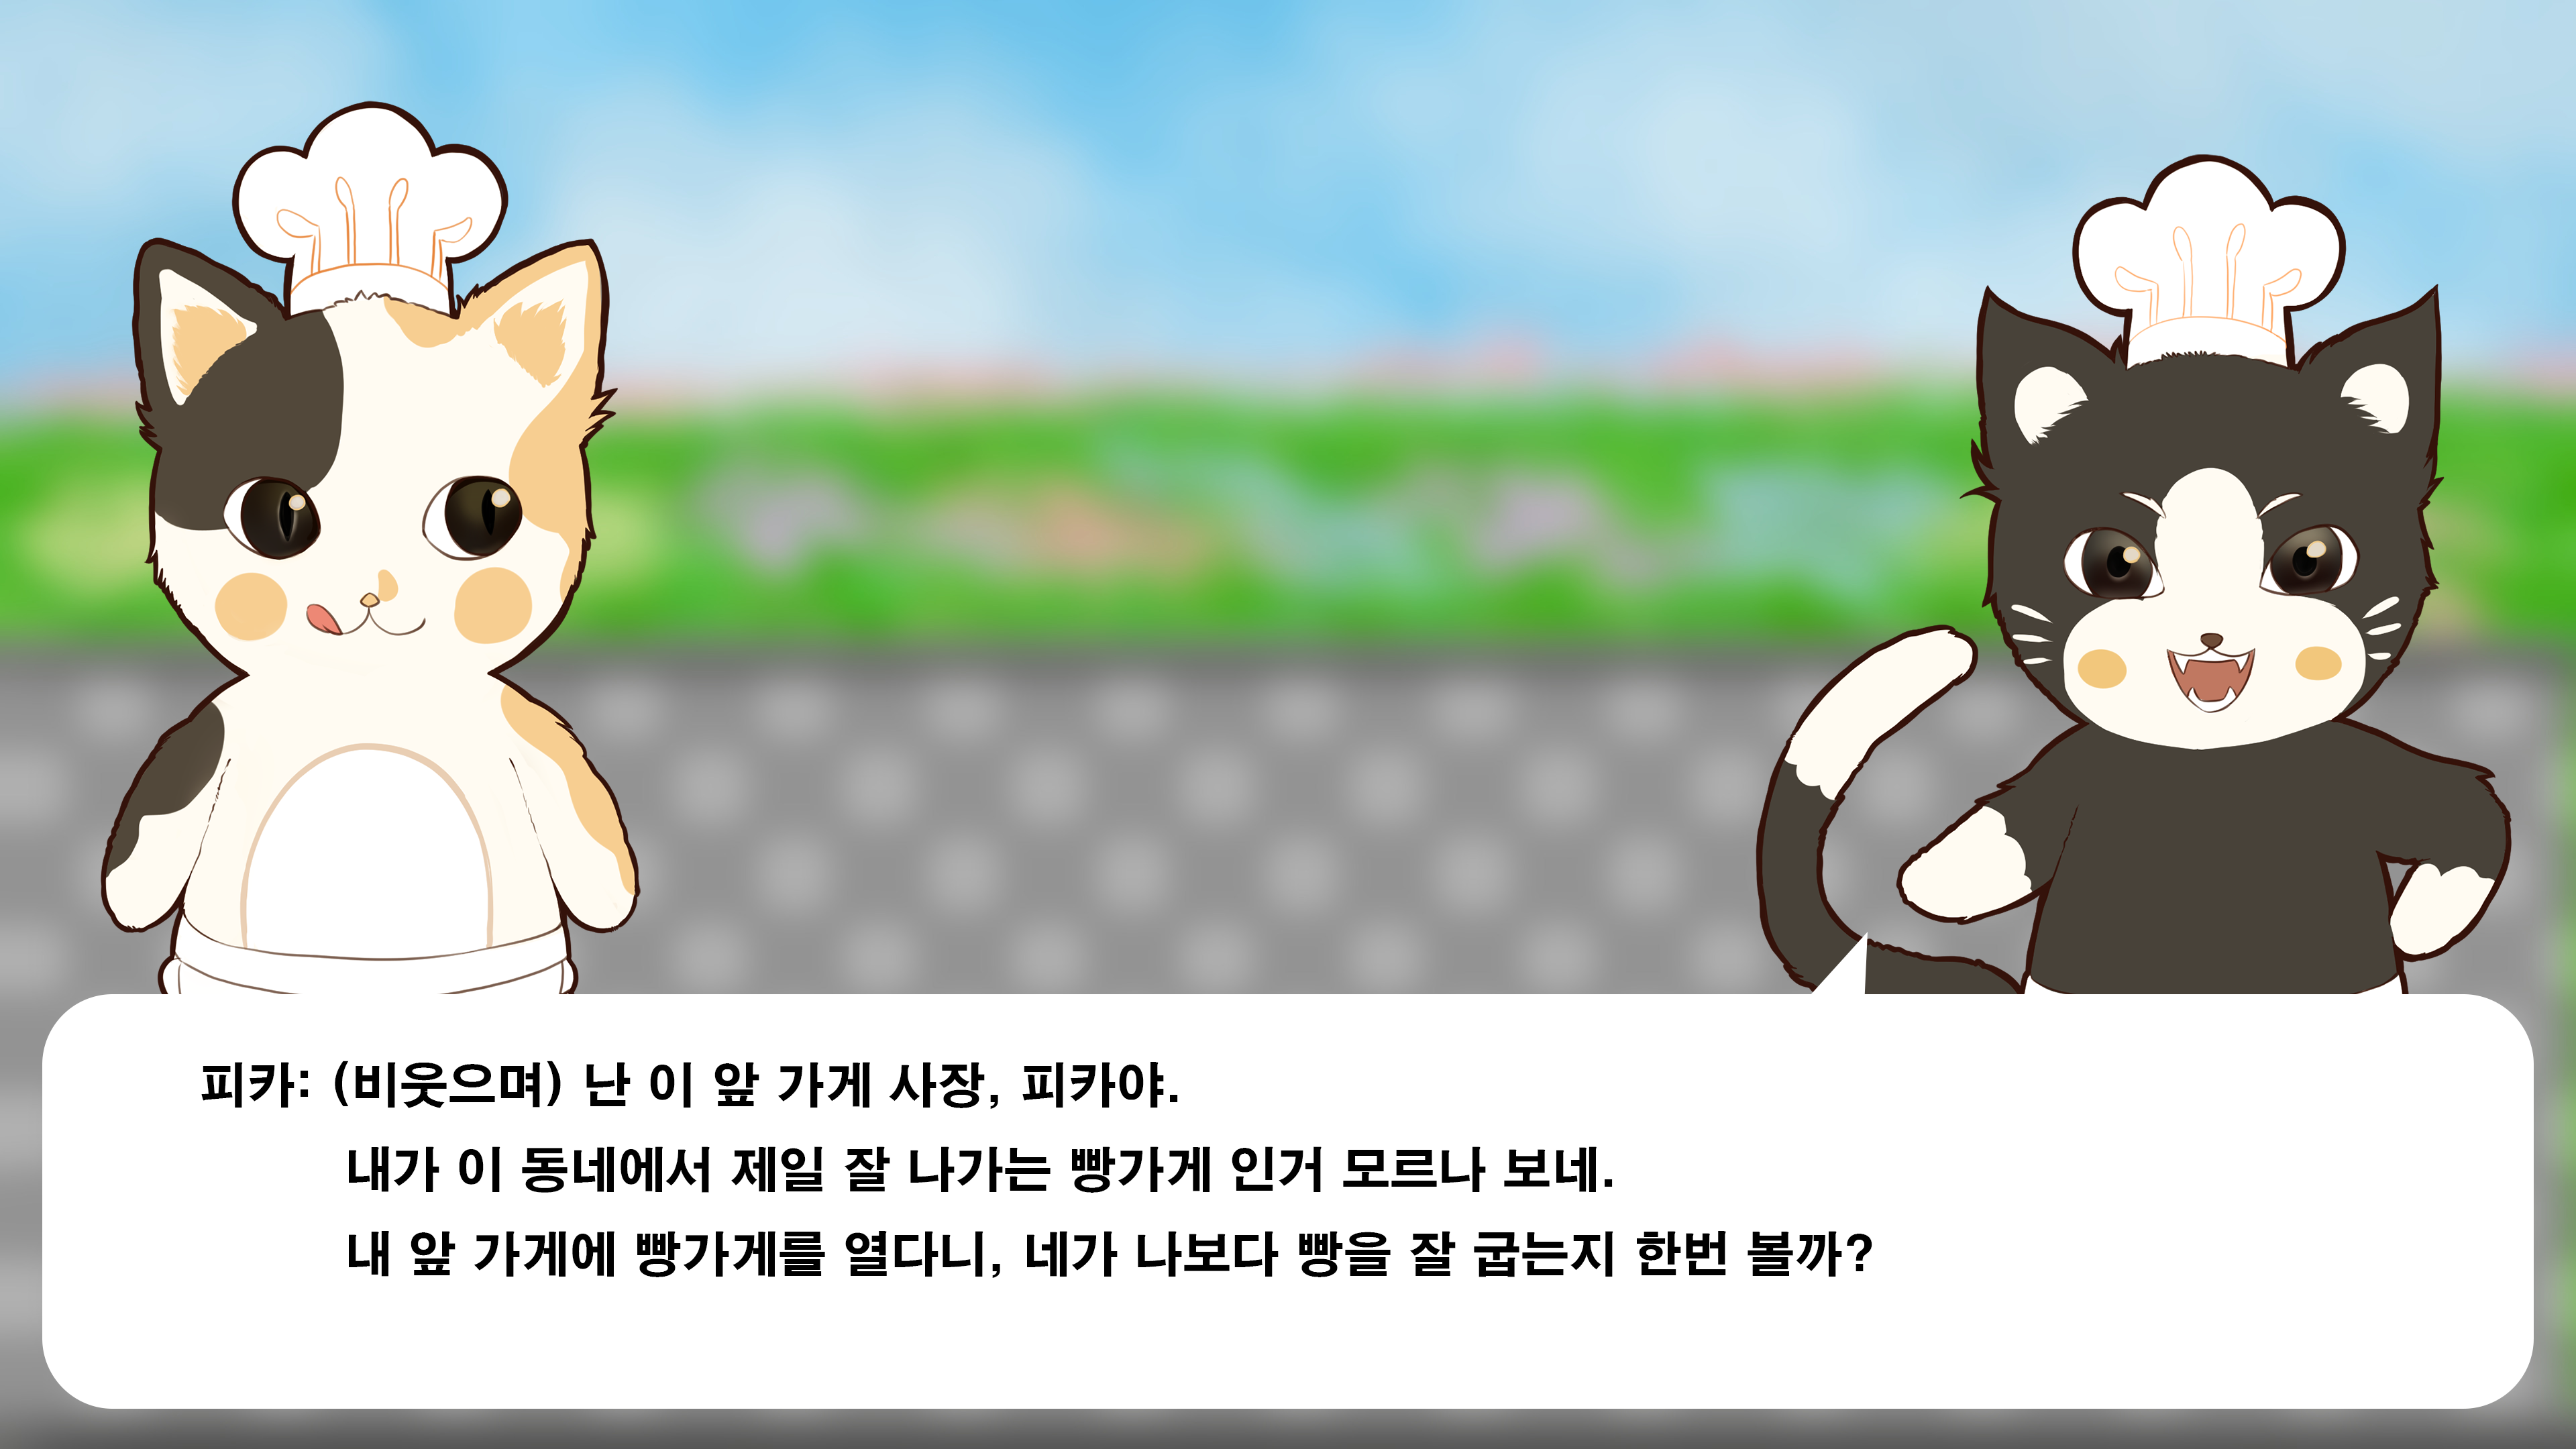 피카: (비웃으며) 난 이 앞 가게 사장, 피카야.
내가 이 동네에서 제일 잘 나가는 빵가게 인거 모르나 보네.
내 앞 가게에 빵가게를 열다니, 네가 나보다 빵을 잘 굽는지 한번 볼까?